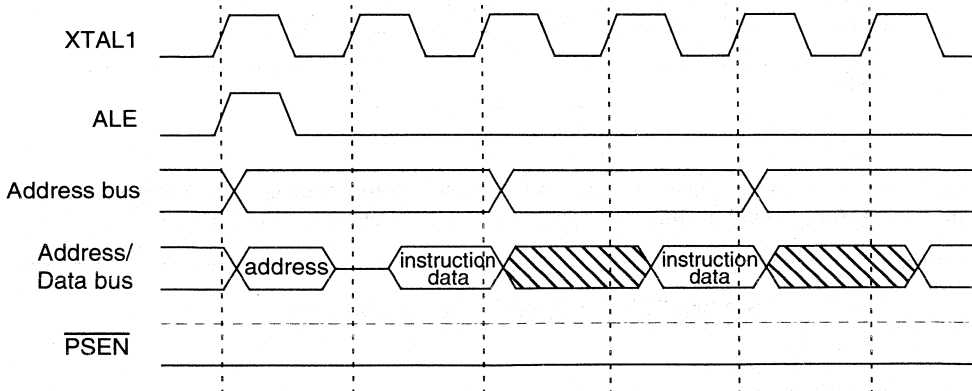 XTAL1
ALE
Address bus
Address/
Data bus
address
instruction
data
instruction
data
PSEN